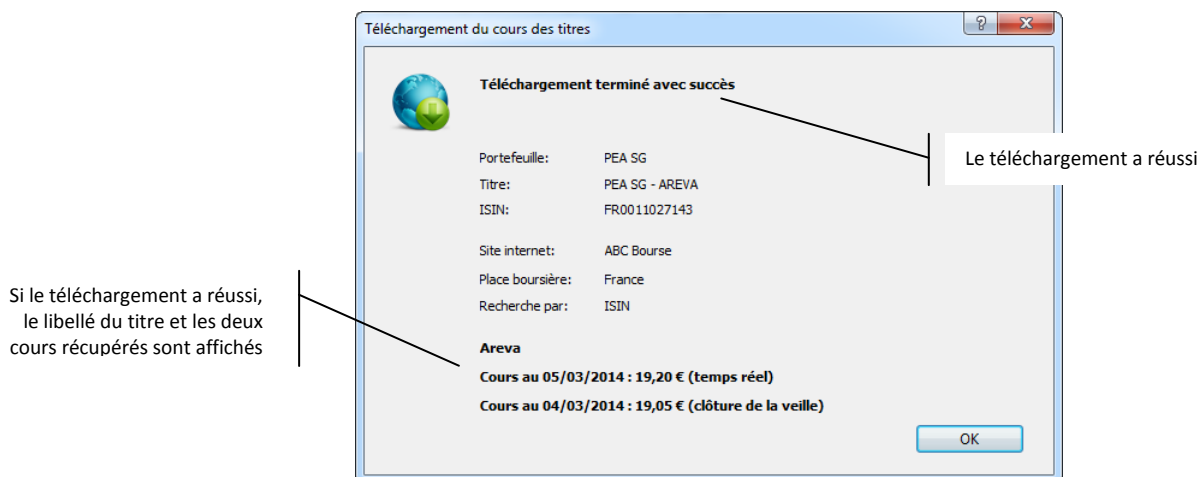 Téléchargement du cours des titres
Téléchargement terminé avec succès
Le téléchargement a réussi
Portefeuille: PEA SG
Titre: PEA SG - AREVA
ISIN: FR0011027143
Site internet: ABC Bourse
Place boursière: France
Recherche par: ISIN
Si le téléchargement a réussi,
le libellé du titre et les deux
cours récupérés sont affichés
Areva
Cours au 05/03/2014 : 19,20 € (temps réel)
Cours au 04/03/2014 : 19,05 € (clôture de la veille)
OK